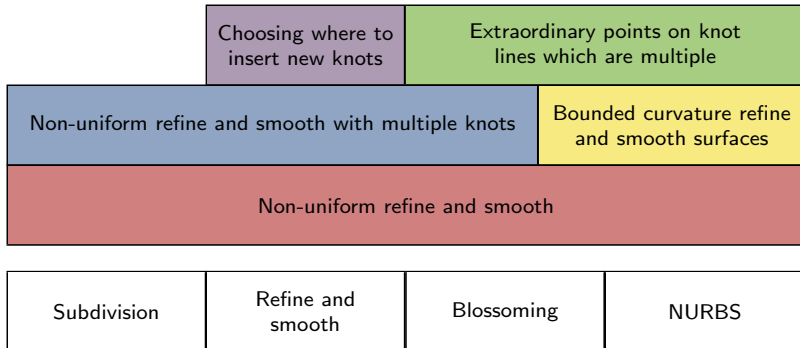 Choosing where to
insert new knots
Extraordinary points on knot
lines which are multiple
Non-uniform refine and smooth with multiple knots
Bounded curvature refine
and smooth surfaces
Non-uniform refine and smooth
Subdivision
Refine and
smooth
Blossoming
NURBS